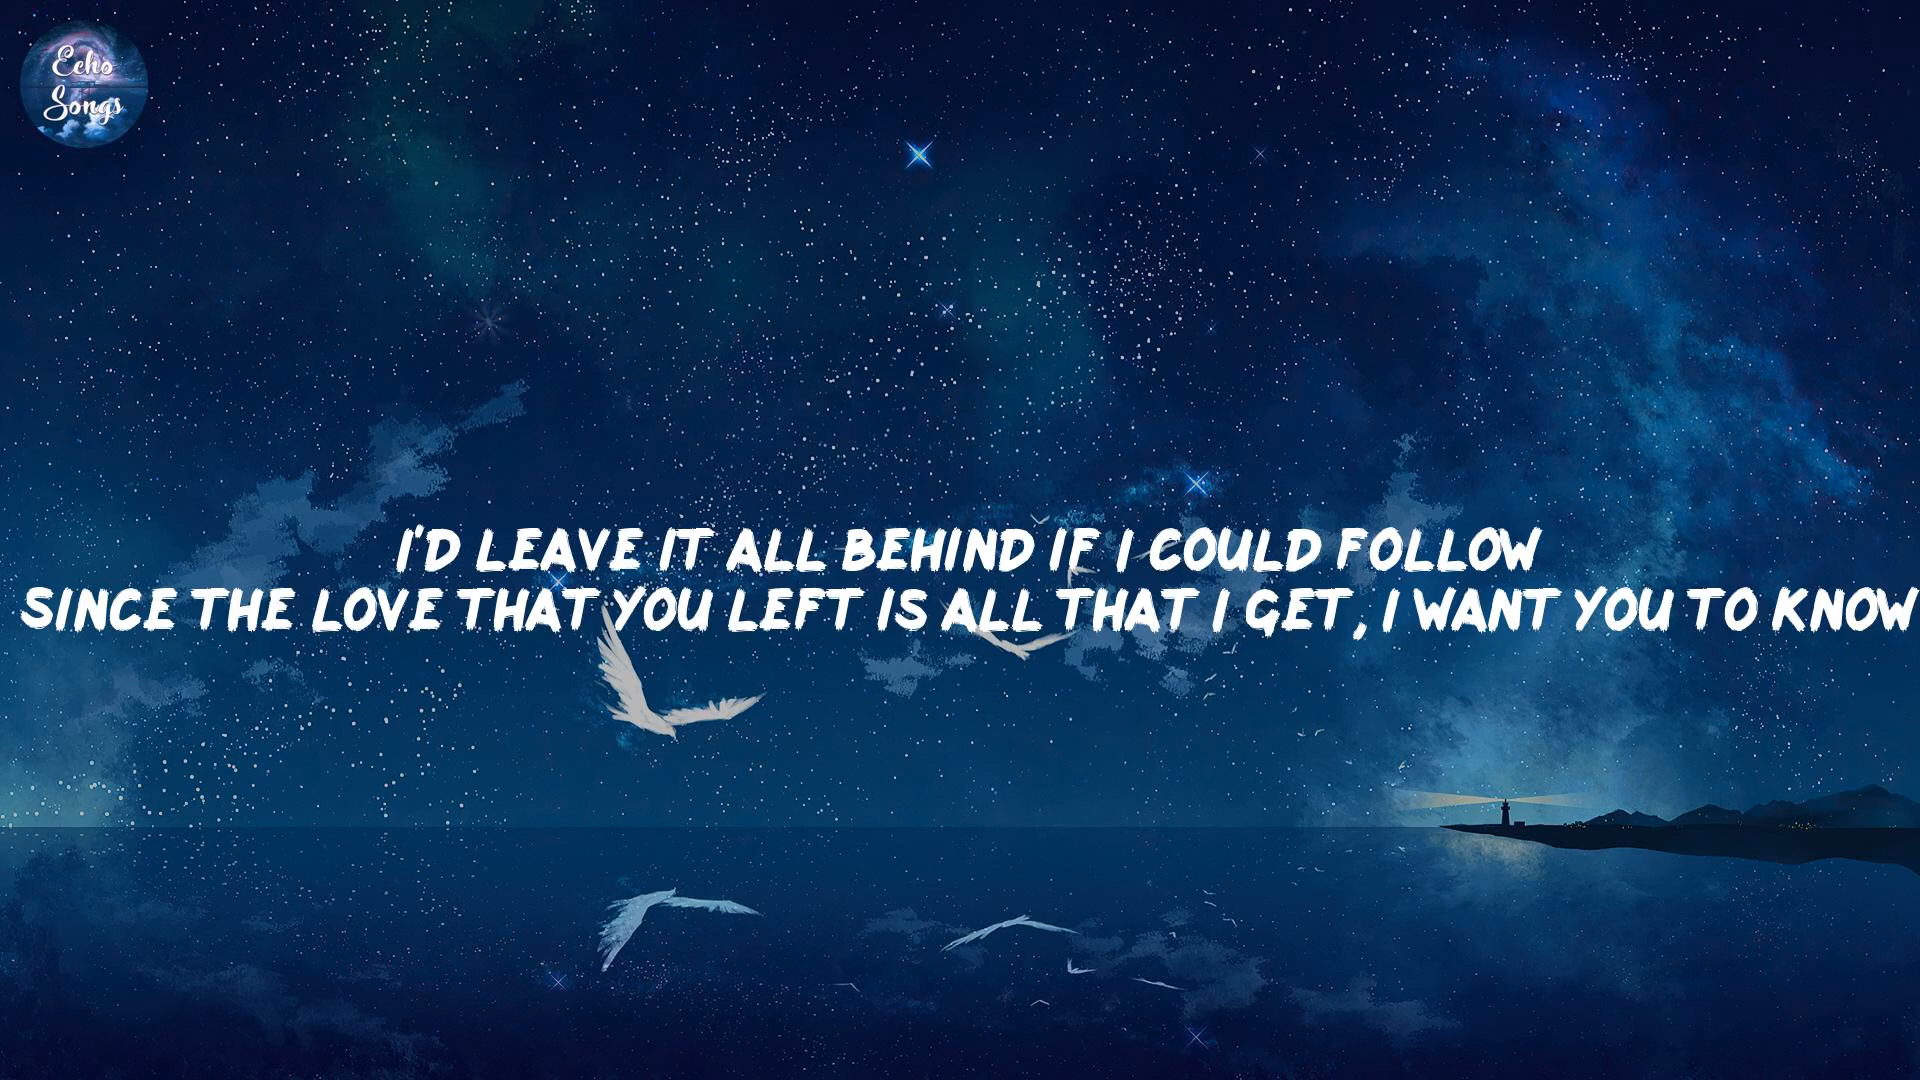 Echo
Songs
I'D LEAVE IT ALL BEHIND IF I COULD FOLLOW
SINCE THE LOVE THAT YOU LEFT IS ALL THAT I GET, I WANT YOU TO KNOW